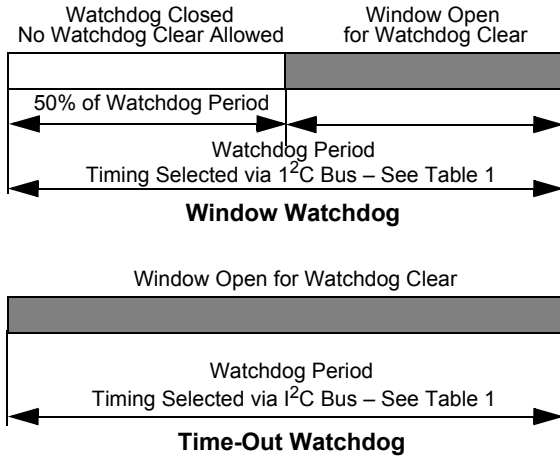 Watchdog Closed
No Watchdog Clear Allowed
Window Open
for Watchdog Clear
50% of Watchdog Period
Watchdog Period
Timing Selected via 1²C Bus – See Table 1
Window Watchdog
Window Open for Watchdog Clear
Watchdog Period
Timing Selected via I²C Bus – See Table 1
Time-Out Watchdog